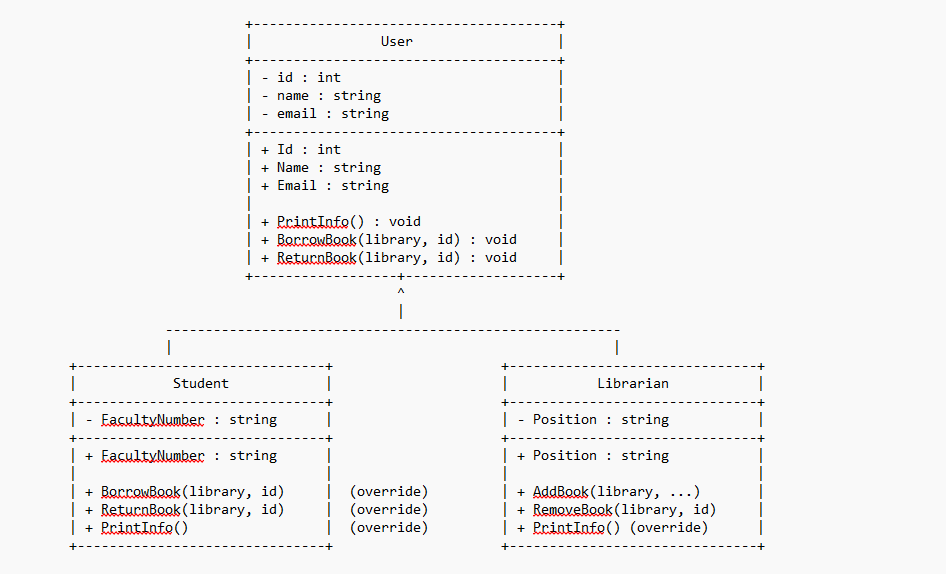 User
- id : int
- name : string
- email : string
+ Id : int
+ Name : string
+ Email : string
+ PrintInfo() : void
+ BorrowBook(library, id) : void
+ ReturnBook(library, id) : void
^
Student
- FacultyNumber : string
+ FacultyNumber : string
+ BorrowBook(library, id) (override)
+ ReturnBook(library, id) (override)
+ PrintInfo() (override)
Librarian
- Position : string
+ Position : string
+ AddBook(library, ...)
+ RemoveBook(library, id)
+ PrintInfo() (override)